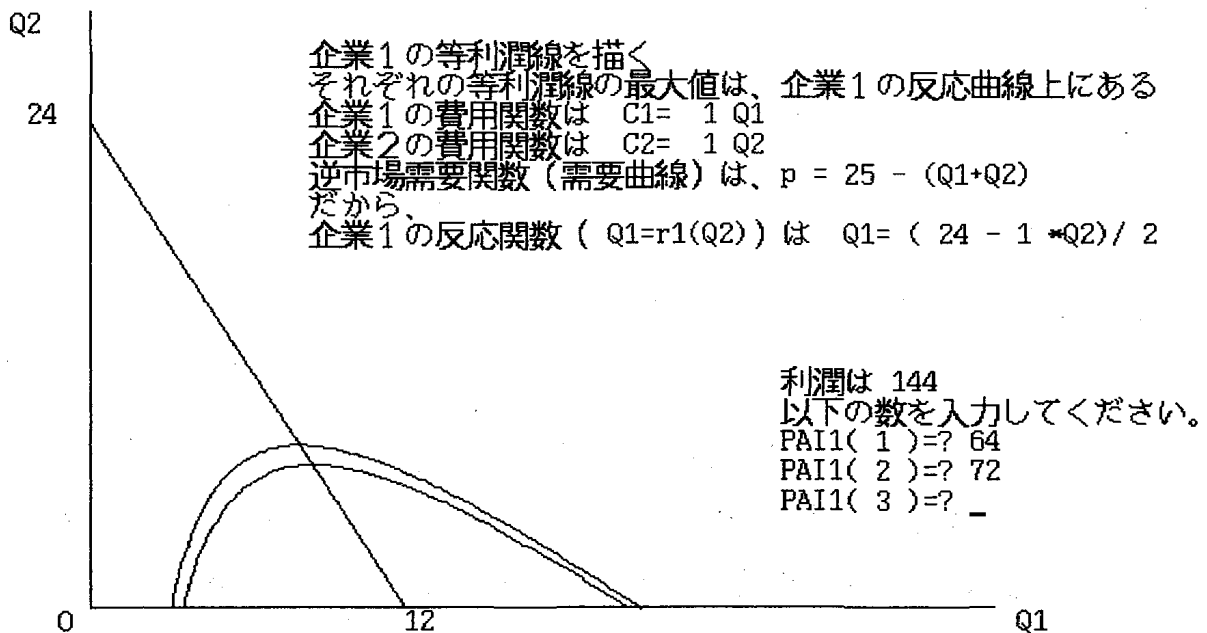 Q2
企業1の等利潤線を描く
それぞれの等利潤線の最大値は、企業1の反応曲線上にある
24
企業1の費用関数は C1= 1 Q1
企業2の費用関数は C2= 1 Q2
逆市場需要関数(需要曲線)は、p = 25 - (Q1+Q2)
だから、
企業1の反応関数 ( Q1=r1(Q2)) は Q1= ( 24 - 1 *Q2)/ 2
利潤は 144
以下の数を入力してください。
PAI1( 1 )=? 64
PAI1( 2 )=? 72
PAI1( 3 )=? _
0
12
Q1